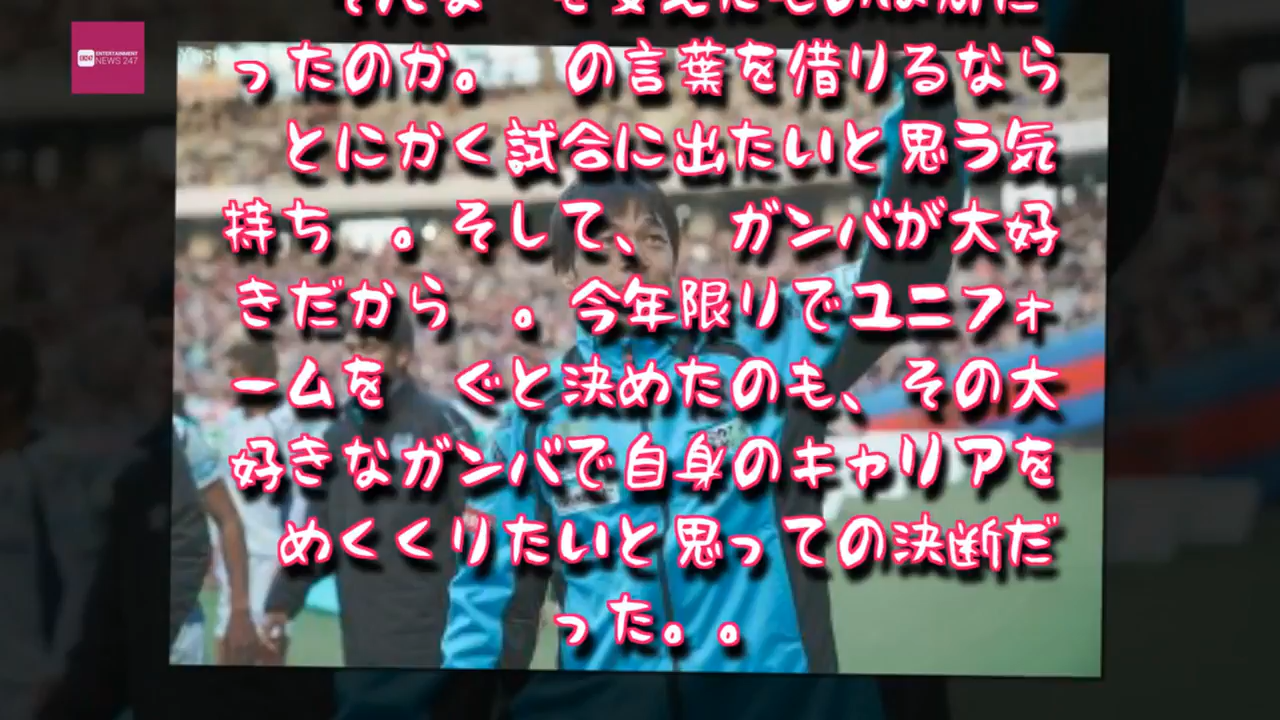 ENTERTAINMENT
NEWS 247
ったのか。　の言葉を借りるなら
とにかく試合に出たいと思う気
持ち　。そして、　ガンバが大好
きだから　。今年限りでユニフォ
ームを　ぐと決めたのも、その大
好きなガンバで自身のキャリアを
めくくりたいと思っての決断だ
った。。